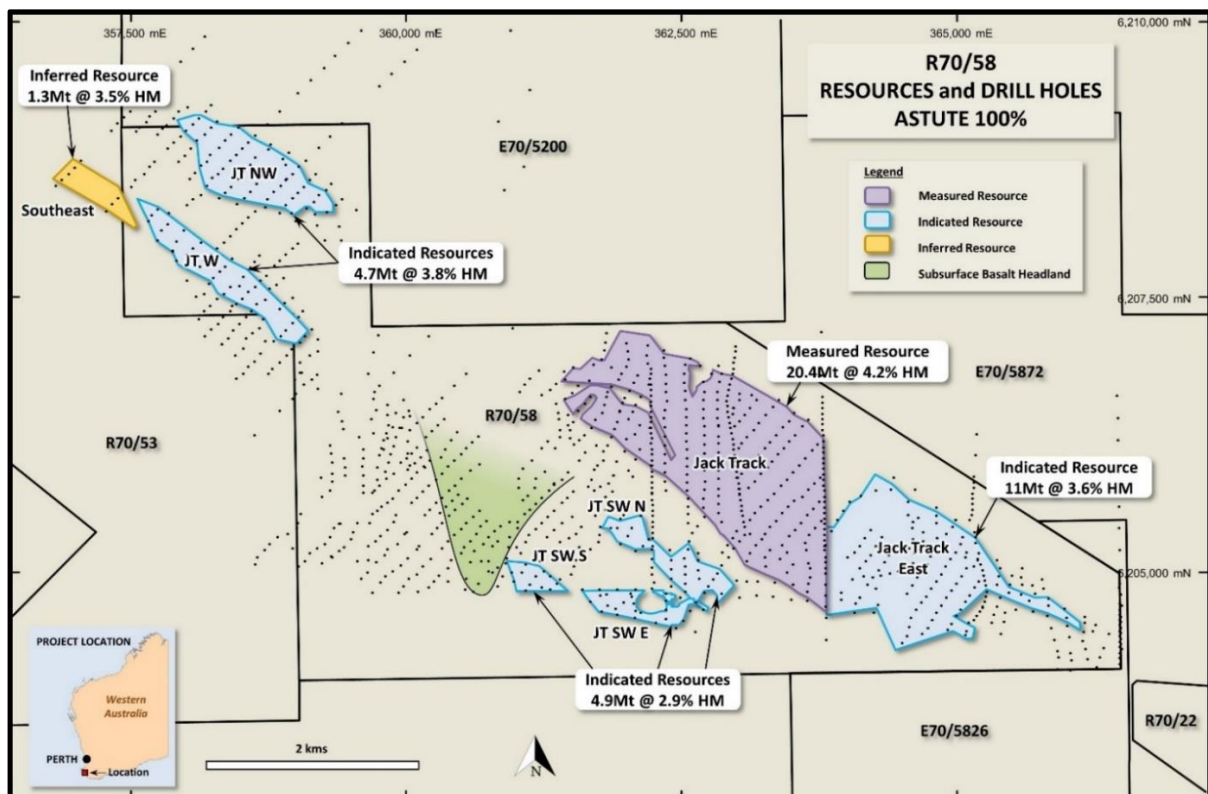 357,500 mE
360,000 mE
362,500 mE
365,000 mE
6,210,000 mN
R70/58
RESOURCES and DRILL HOLES
ASTUTE 100%
Inferred Resource
1.3Mt @ 3.5% HM
E70/5200
JT NW
Legend
Measured Resource
Indicated Resource
Inferred Resource
Subsurface Basalt Headland
Southeast
JT W
Indicated Resources
4.7Mt @ 3.8% HM
6,207,500 mN
Measured Resource
20.4Mt @ 4.2% HM
E70/5872
R70/58
R70/53
Jack Track
Indicated Resource
11Mt @ 3.6% HM
JT SW N
JT SW S
Jack Track
East
6,205,000 mN
JT SW E
Indicated Resources
4.9Mt @ 2.9% HM
PROJECT LOCATION
Western
Australia
PERTH
Location
2 kms
N
E70/5826
R70/22